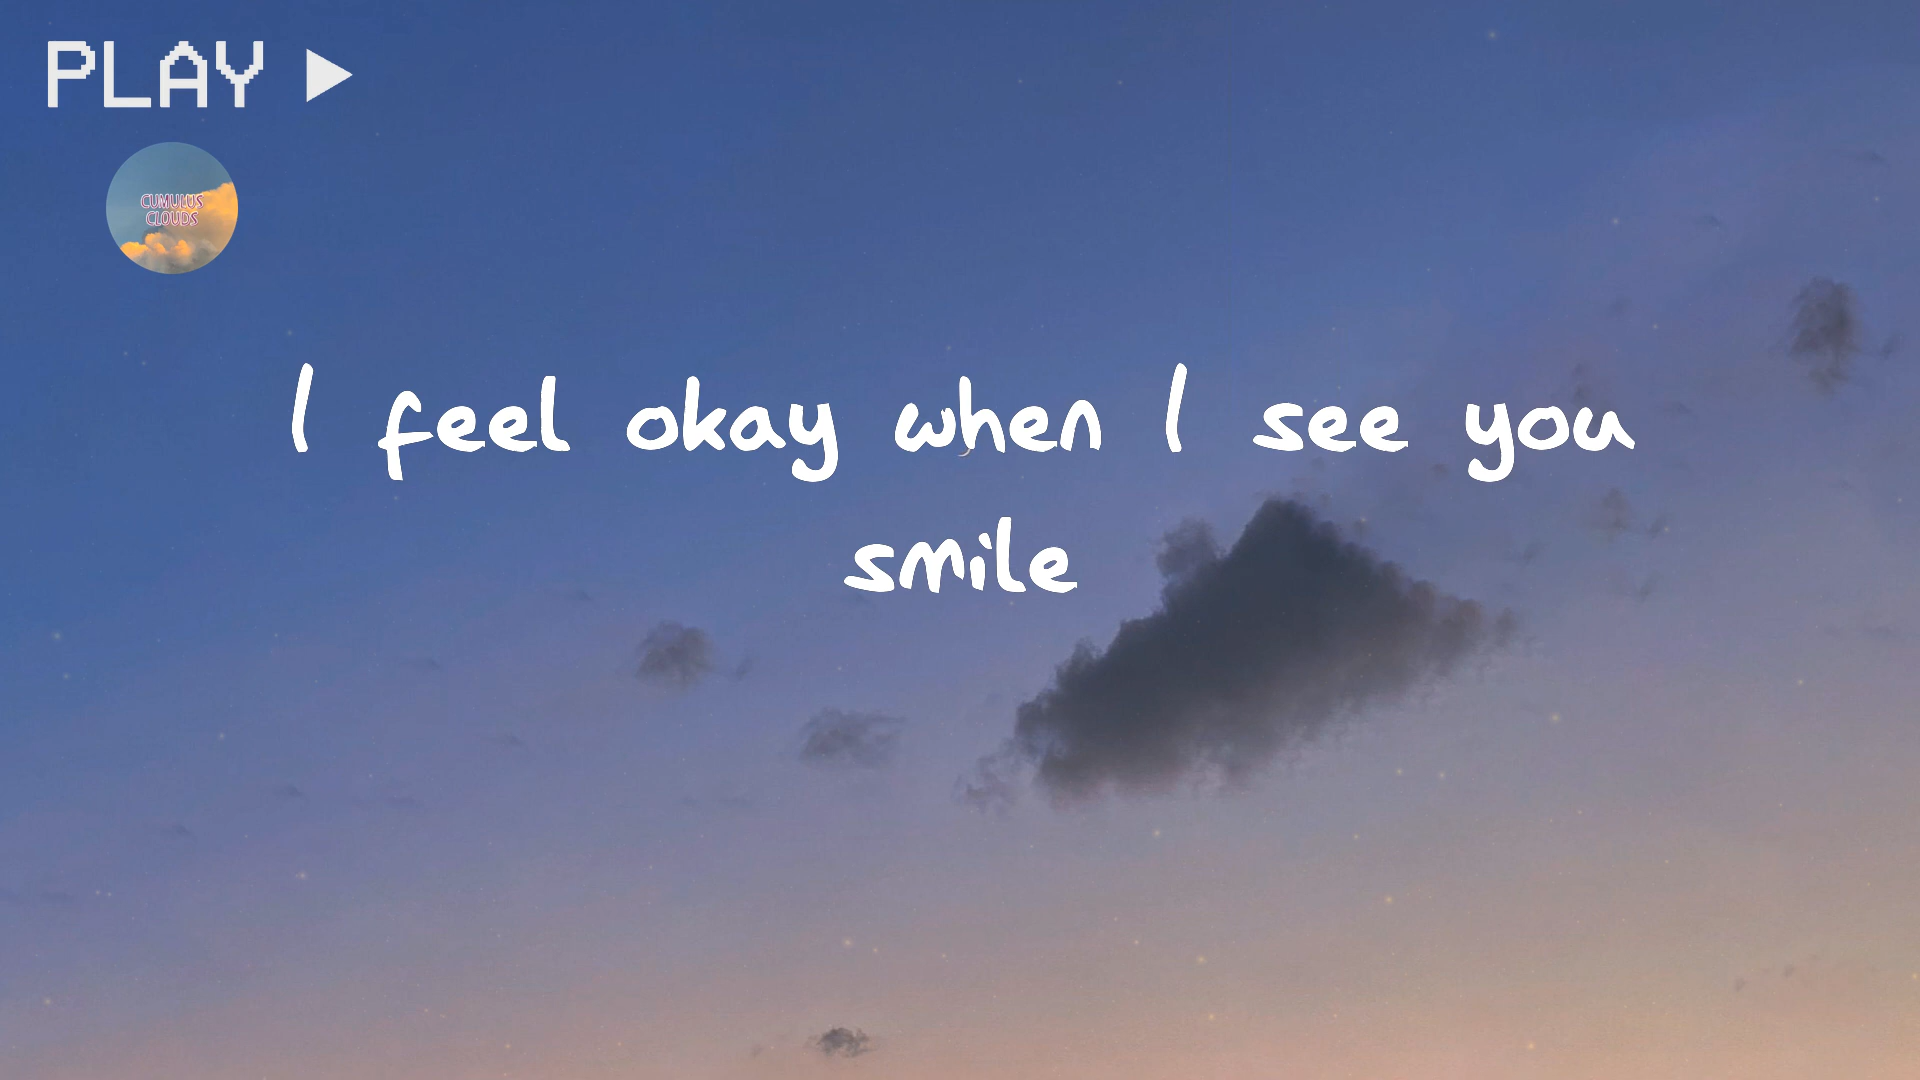 PLAY
CUMULUS
CLOUDS
I feel okay when I see you
smile